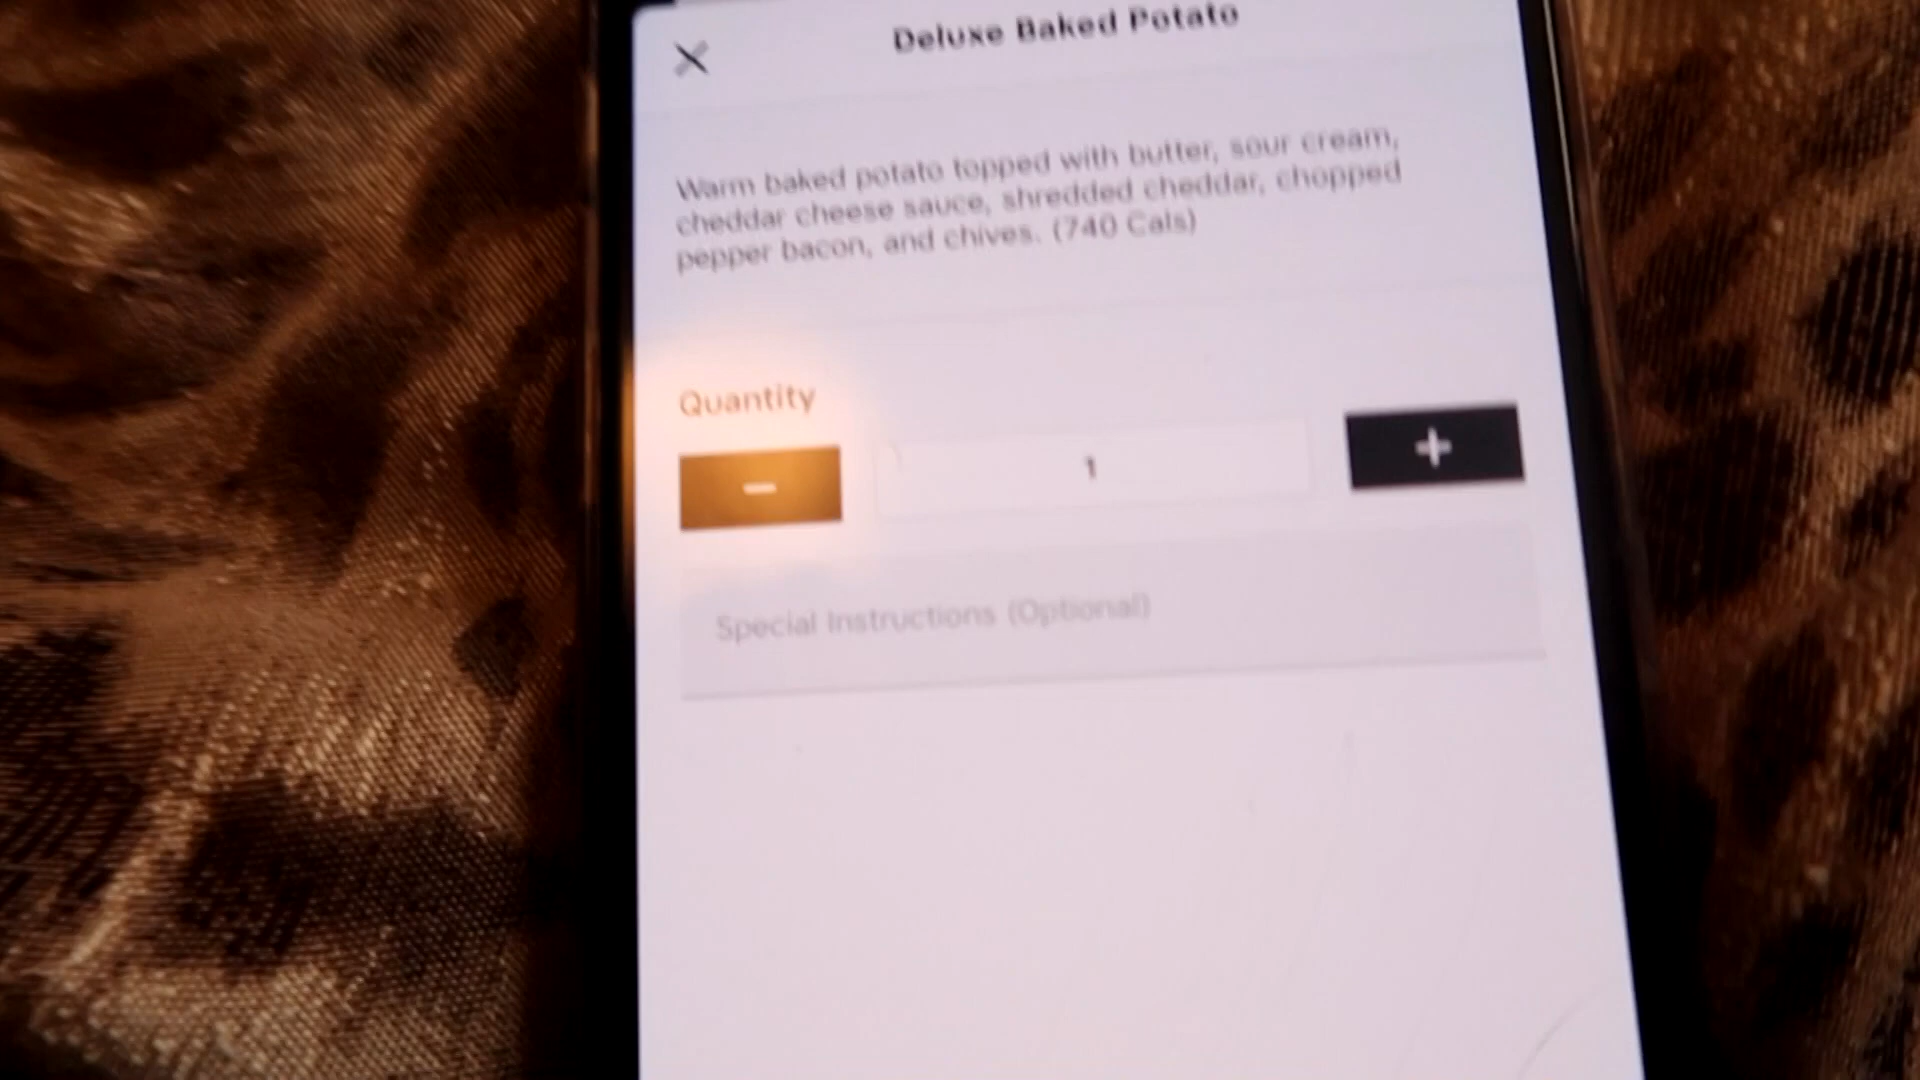 Deluxe Baked Potato
Warm baked potato topped with butter, sour cream,
cheddar cheese sauce, shredded cheddar, chopped
pepper bacon, and chives. (740 Cals)
Quantity
1
Special Instructions (Optional)